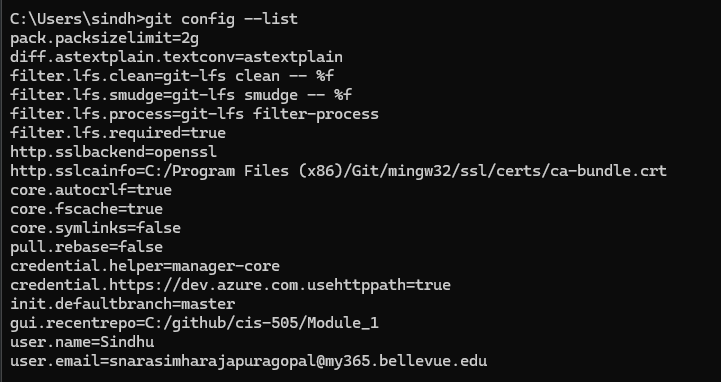 C:\Users\sindh>git config --list
pack.packsizelimit=2g
diff.astextplain.textconv=astextplain
filter.lfs.clean=git-lfs clean -- %f
filter.lfs.smudge=git-lfs smudge -- %f
filter.lfs.process=git-lfs filter-process
filter.lfs.required=true
http.sslbackend=openssl
http.sslcainfo=C:/Program Files (x86)/Git/mingw32/ssl/certs/ca-bundle.crt
core.autocrlf=true
core.fscache=true
core.symlinks=false
pull.rebase=false
credential.helper=manager-core
credential.https://dev.azure.com.usehttppath=true
init.defaultbranch=master
gui.recentrepo=C:/github/cis-505/Module_1
user.name=Sindhu
user.email=snarasimharajapuragopal@my365.bellevue.edu